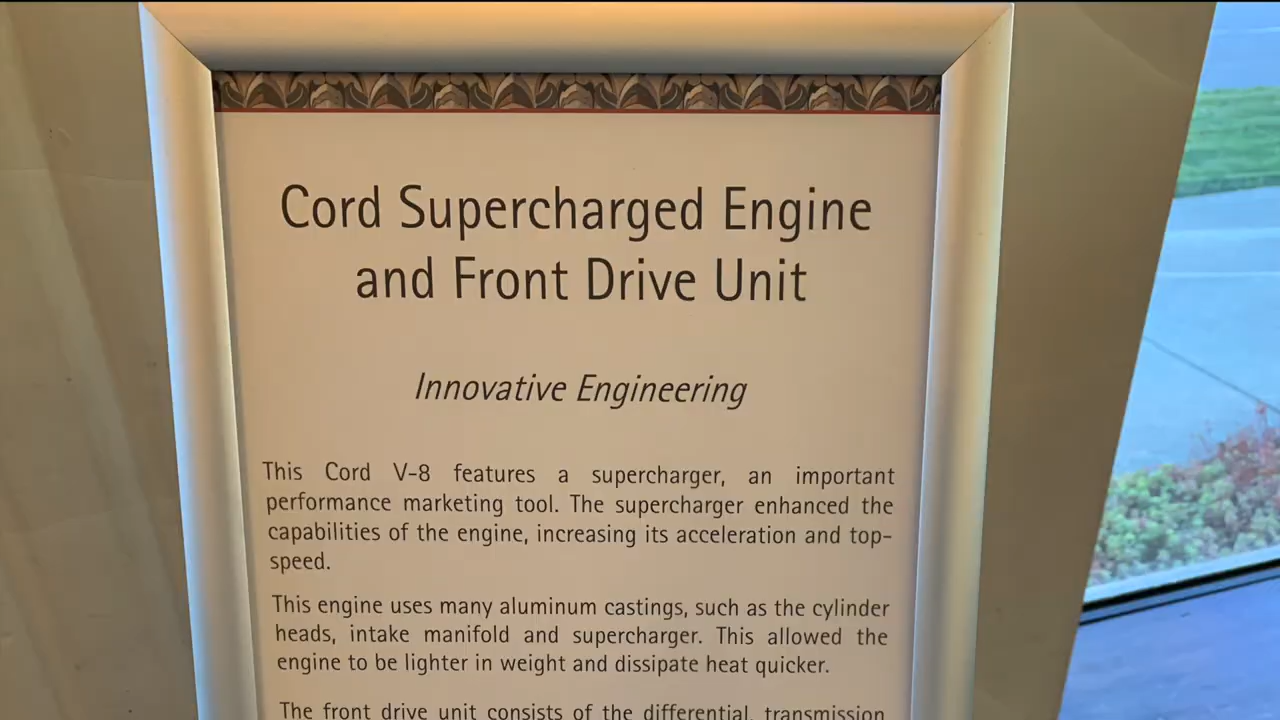 Cord Supercharged Engine
and Front Drive Unit
Innovative Engineering
This Cord V-8 features a supercharger, an important
performance marketing tool. The supercharger enhanced the
capabilities of the engine, increasing its acceleration and top-
speed.
This engine uses many aluminum castings, such as the cylinder
heads, intake manifold and supercharger. This allowed the
engine to be lighter in weight and dissipate heat quicker.
The front drive unit consists of the differential, transmission